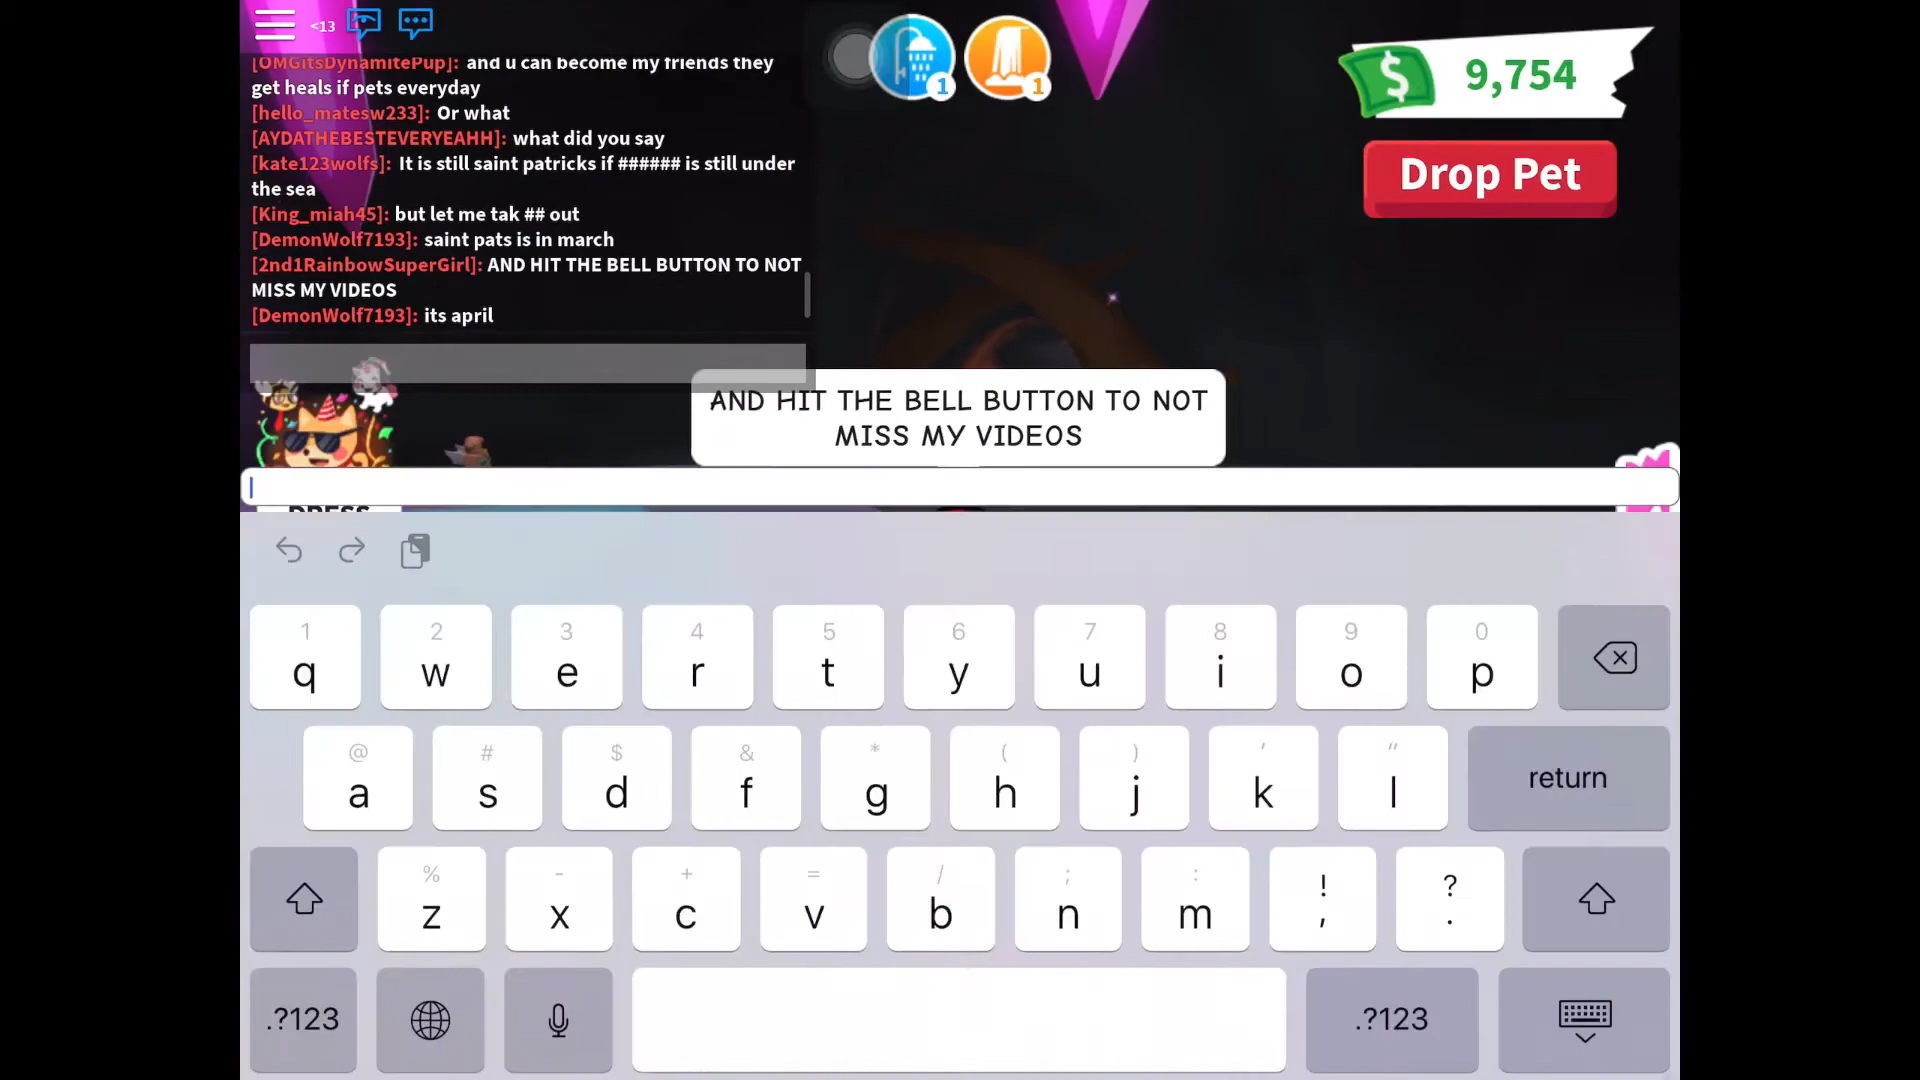 <13
[OMGitsDynamitePup]: and u can become my friends they
get heals if pets everyday
[hello_matesw233]: Or what
[AYDATHEBESTEVERYEAHH]: what did you say
[kate123wolfs]: It is still saint patricks if ###### is still under
the sea
[King_miah45]: but let me tak ## out
[DemonWolf7193]: saint pats is in march
[2nd1RainbowSuperGirl]: AND HIT THE BELL BUTTON TO NOT
MISS MY VIDEOS
[DemonWolf7193]: its april
1
1
$ 9,754
Drop Pet
AND HIT THE BELL BUTTON TO NOT
MISS MY VIDEOS
DRESS
1 2 3 4 5 6 7 8 9 0
q w e r t y u i o p
@ # $ & * ( ) ' "
a s d f g h j k l return
% - + = / ; : ! ?
z x c v b n m , .
.?123 .?123